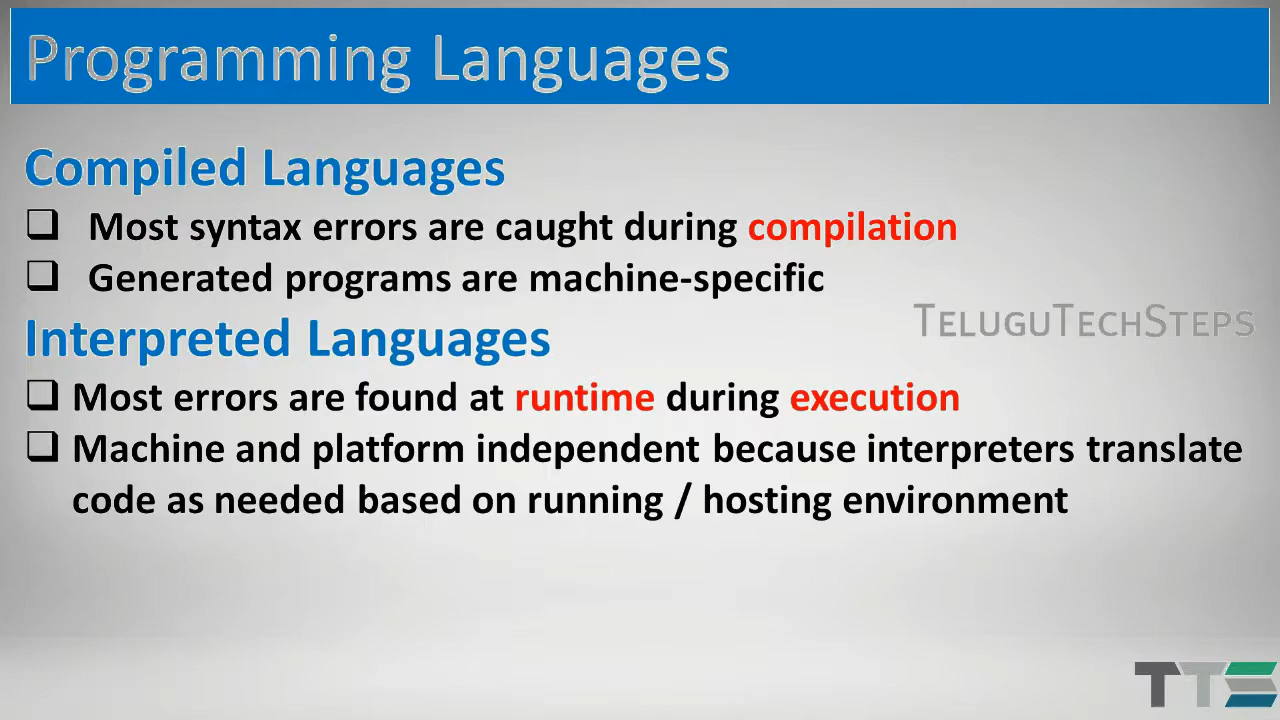 Programming Languages
Compiled Languages
❑ Most syntax errors are caught during compilation
❑ Generated programs are machine-specific
TELUGUTECHSTEPS
Interpreted Languages
❑ Most errors are found at runtime during execution
❑ Machine and platform independent because interpreters translate
code as needed based on running / hosting environment
TTS